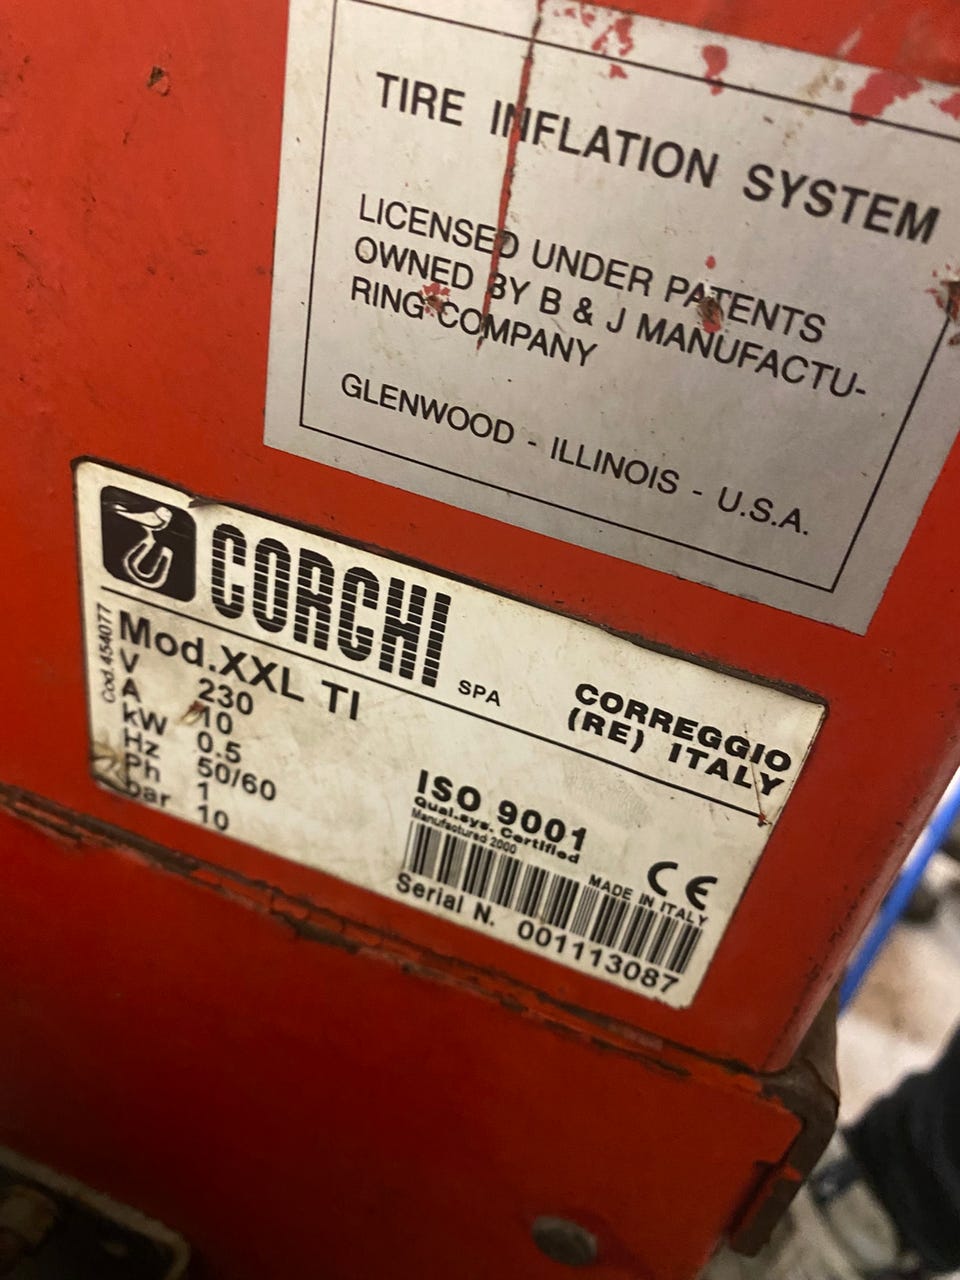 TIRE INFLATION SYSTEM
LICENSED UNDER PATENTS
OWNED BY B & J MANUFACTU-
RING COMPANY
GLENWOOD - ILLINOIS - U.S.A.
CORGHI SPA
CORREGGIO
(RE) ITALY
Cod.454077
Mod.XXL TI
V 230
A 10
kW 0.5
Hz 50/60
Ph 1
bar 10
ISO 9001
Qual.sys. Certified
Manufactured 2000
CE
MADE IN ITALY
Serial N. 001113087